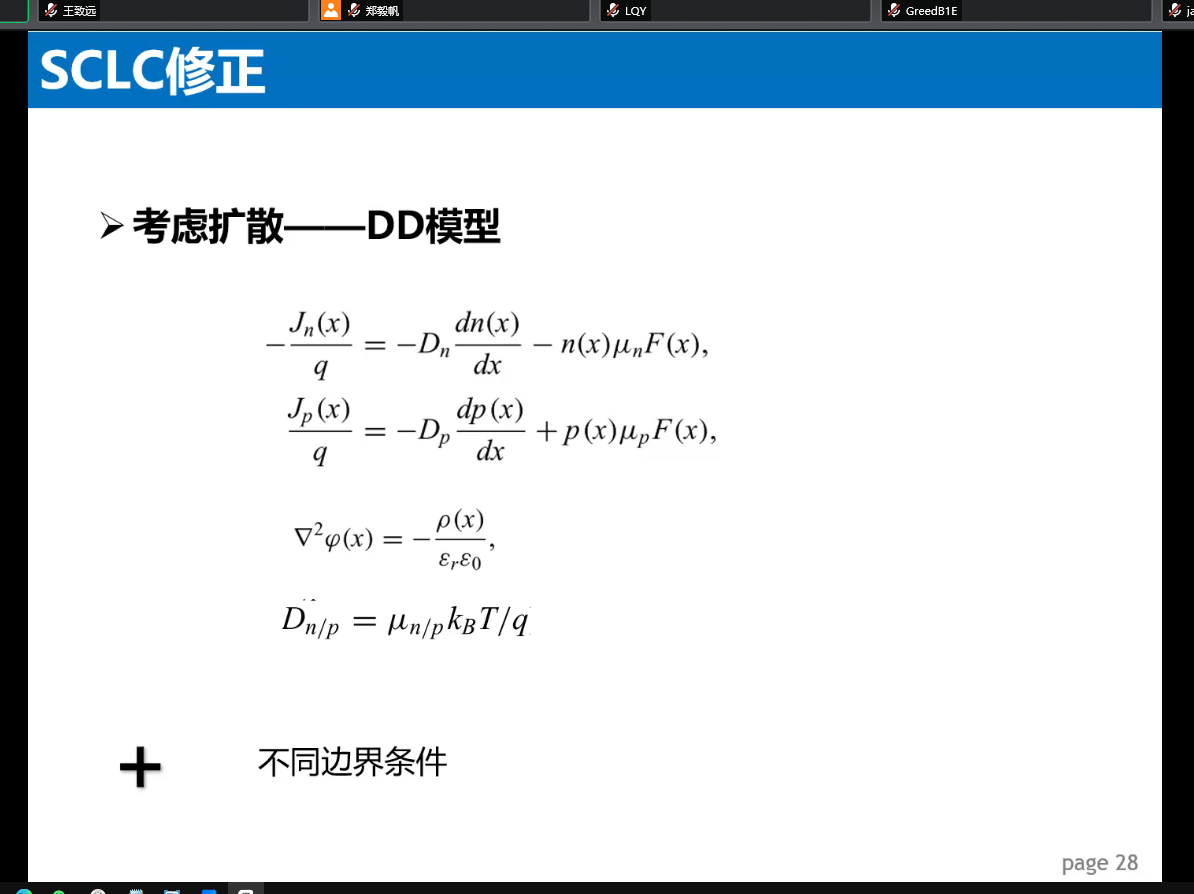 王致远
郑毅帆
LQY
GreedB1E
SCLC修正
➢ 考虑扩散——DD模型
$-\frac{J_n(x)}{q} = -D_n \frac{dn(x)}{dx} - n(x)\mu_n F(x),$
$\frac{J_p(x)}{q} = -D_p \frac{dp(x)}{dx} + p(x)\mu_p F(x),$
$\nabla^2 \varphi(x) = -\frac{\rho(x)}{\varepsilon_r \varepsilon_0},$
$D_{n/p} = \mu_{n/p} k_B T/q$
+ 不同边界条件
page 28